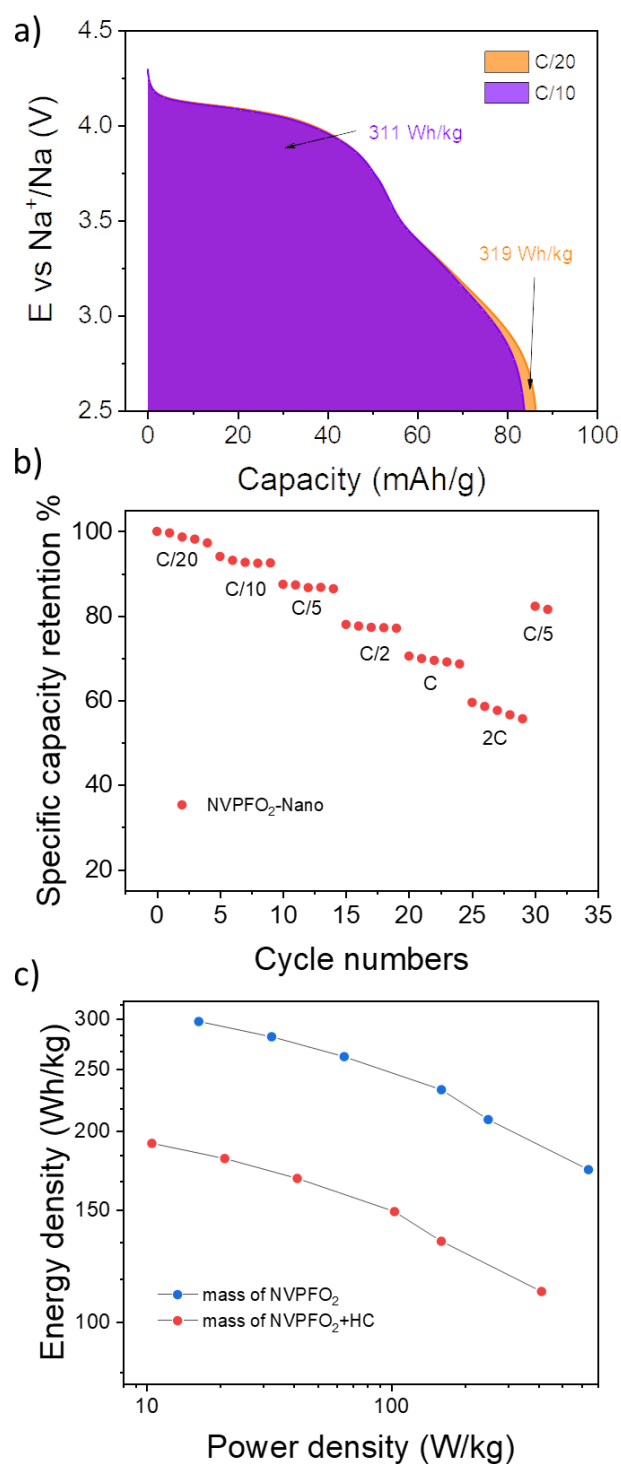 a)
4.5
4.0
3.5
3.0
2.5
E vs Na⁺/Na (V)
C/20
C/10
311 Wh/kg
319 Wh/kg
0
20
40
60
80
100
Capacity (mAh/g)
b)
100
80
60
40
20
Specific capacity retention %
C/20
C/10
C/5
C/2
C
2C
C/5
NVPFO₂-Nano
0
5
10
15
20
25
30
35
Cycle numbers
c)
300
250
200
150
100
Energy density (Wh/kg)
mass of NVPFO₂
mass of NVPFO₂+HC
10
100
Power density (W/kg)